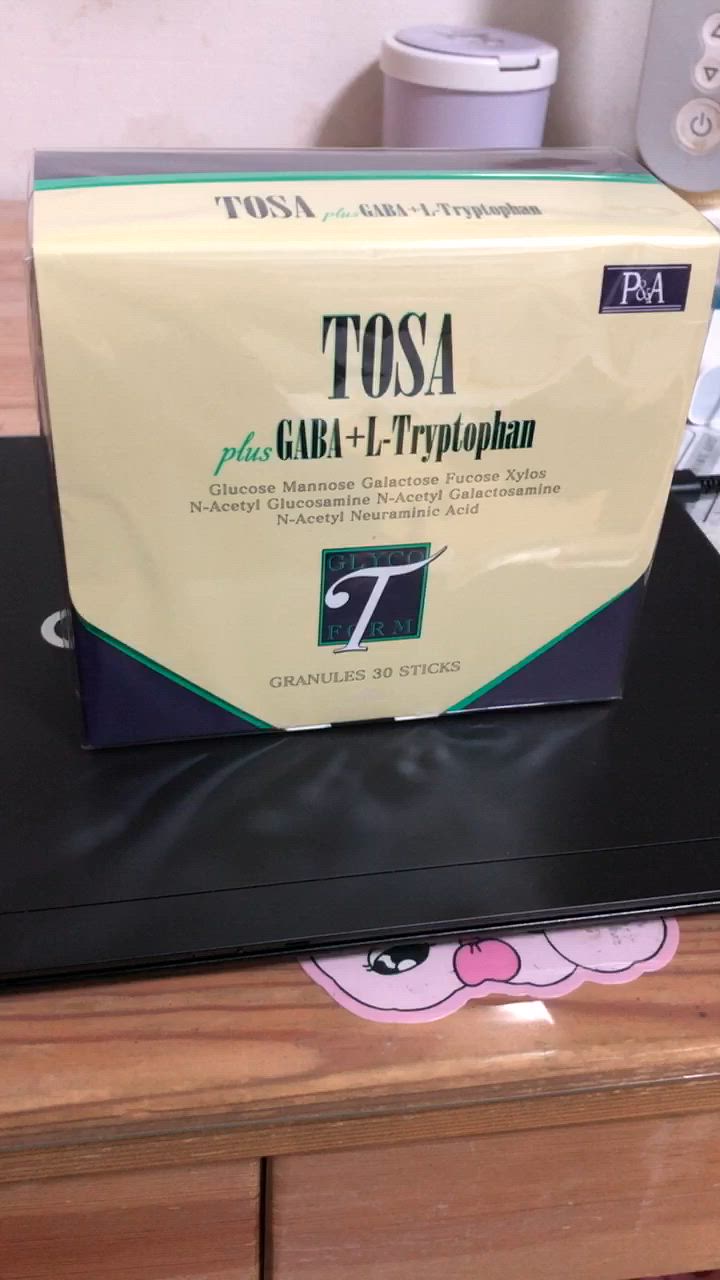 TOSA plus GABA+L-Tryptophan
P&A
TOSA
plus GABA+L-Tryptophan
Glucose Mannose Galactose Fucose Xylos
N-Acetyl Glucosamine N-Acetyl Galactosamine
N-Acetyl Neuraminic Acid
GLYCO
T
FORM
GRANULES 30 STICKS